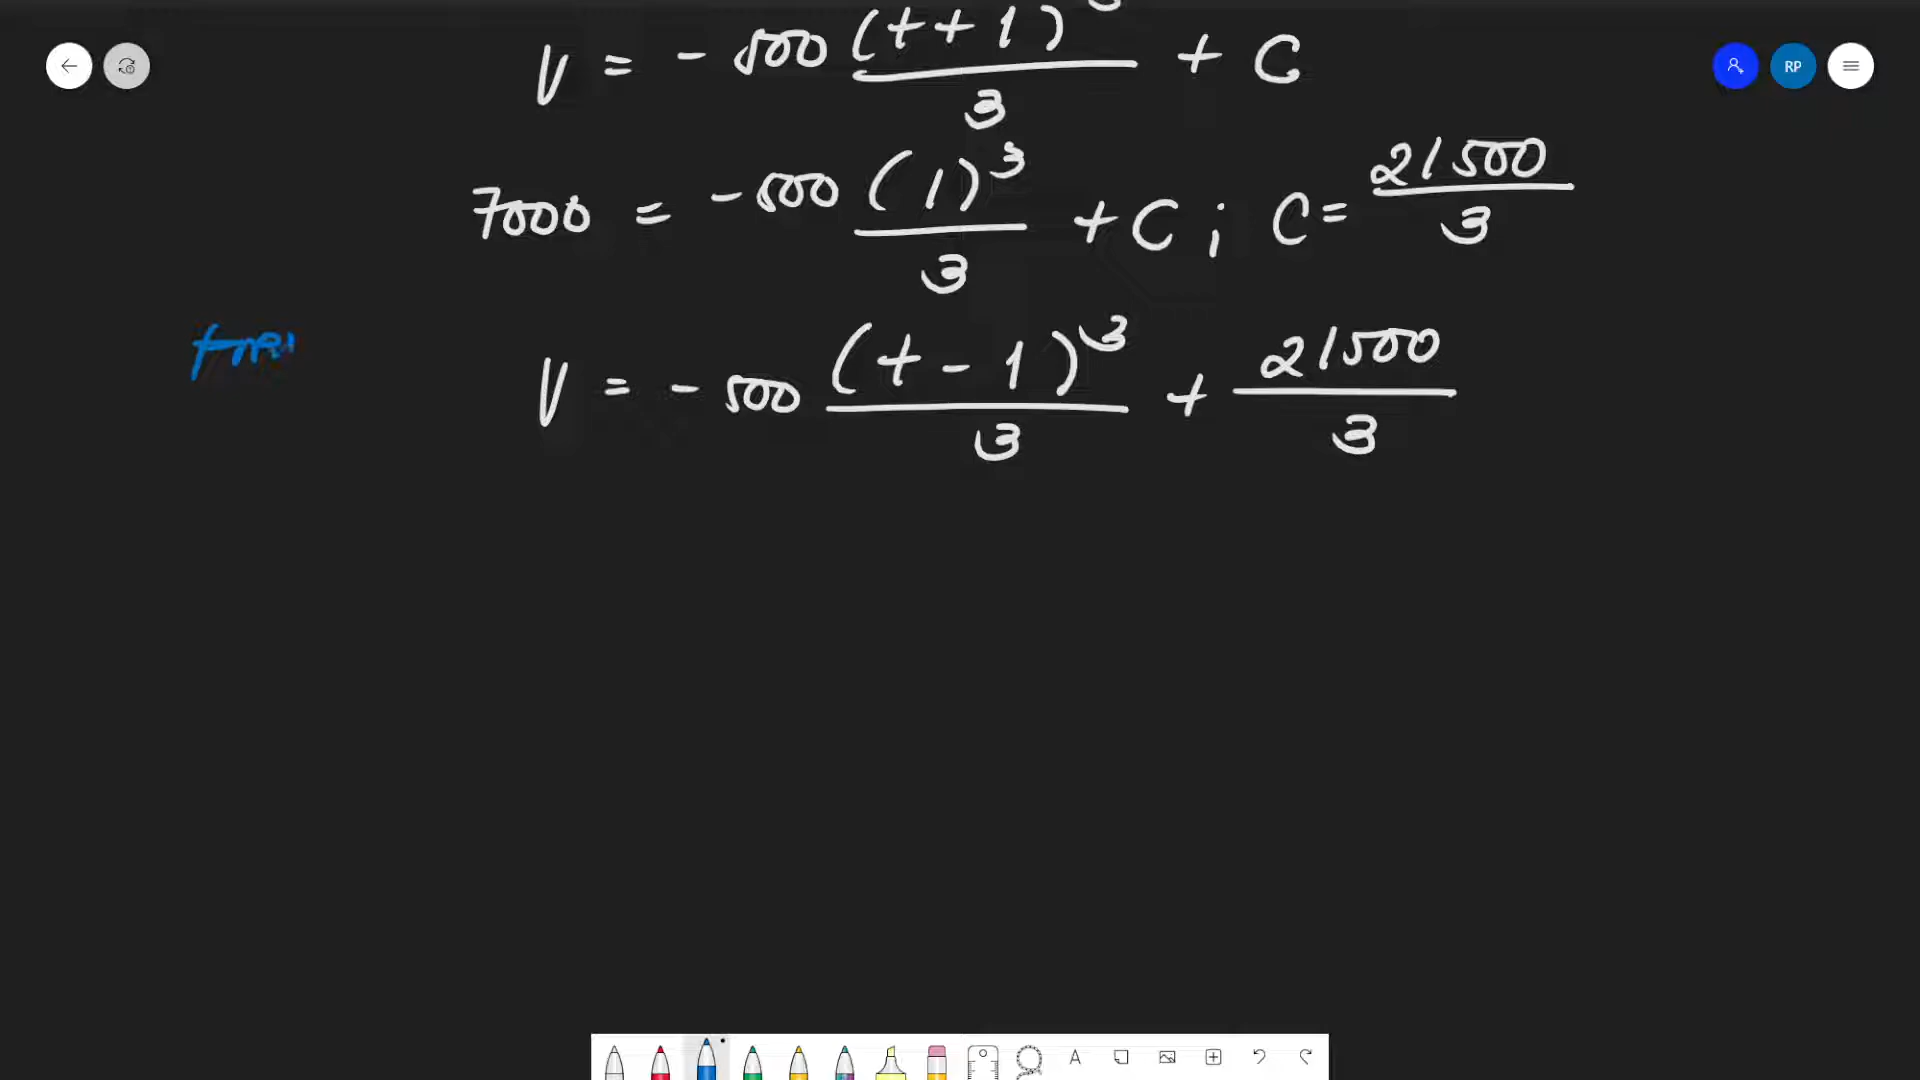 V = - 500 (t + 1)^3 / 3 + C
7000 = - 500 (1)^3 / 3 + C ; C = 21500 / 3
V = - 500 (t - 1)^3 / 3 + 21500 / 3
RP
A